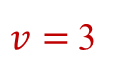 v = 3